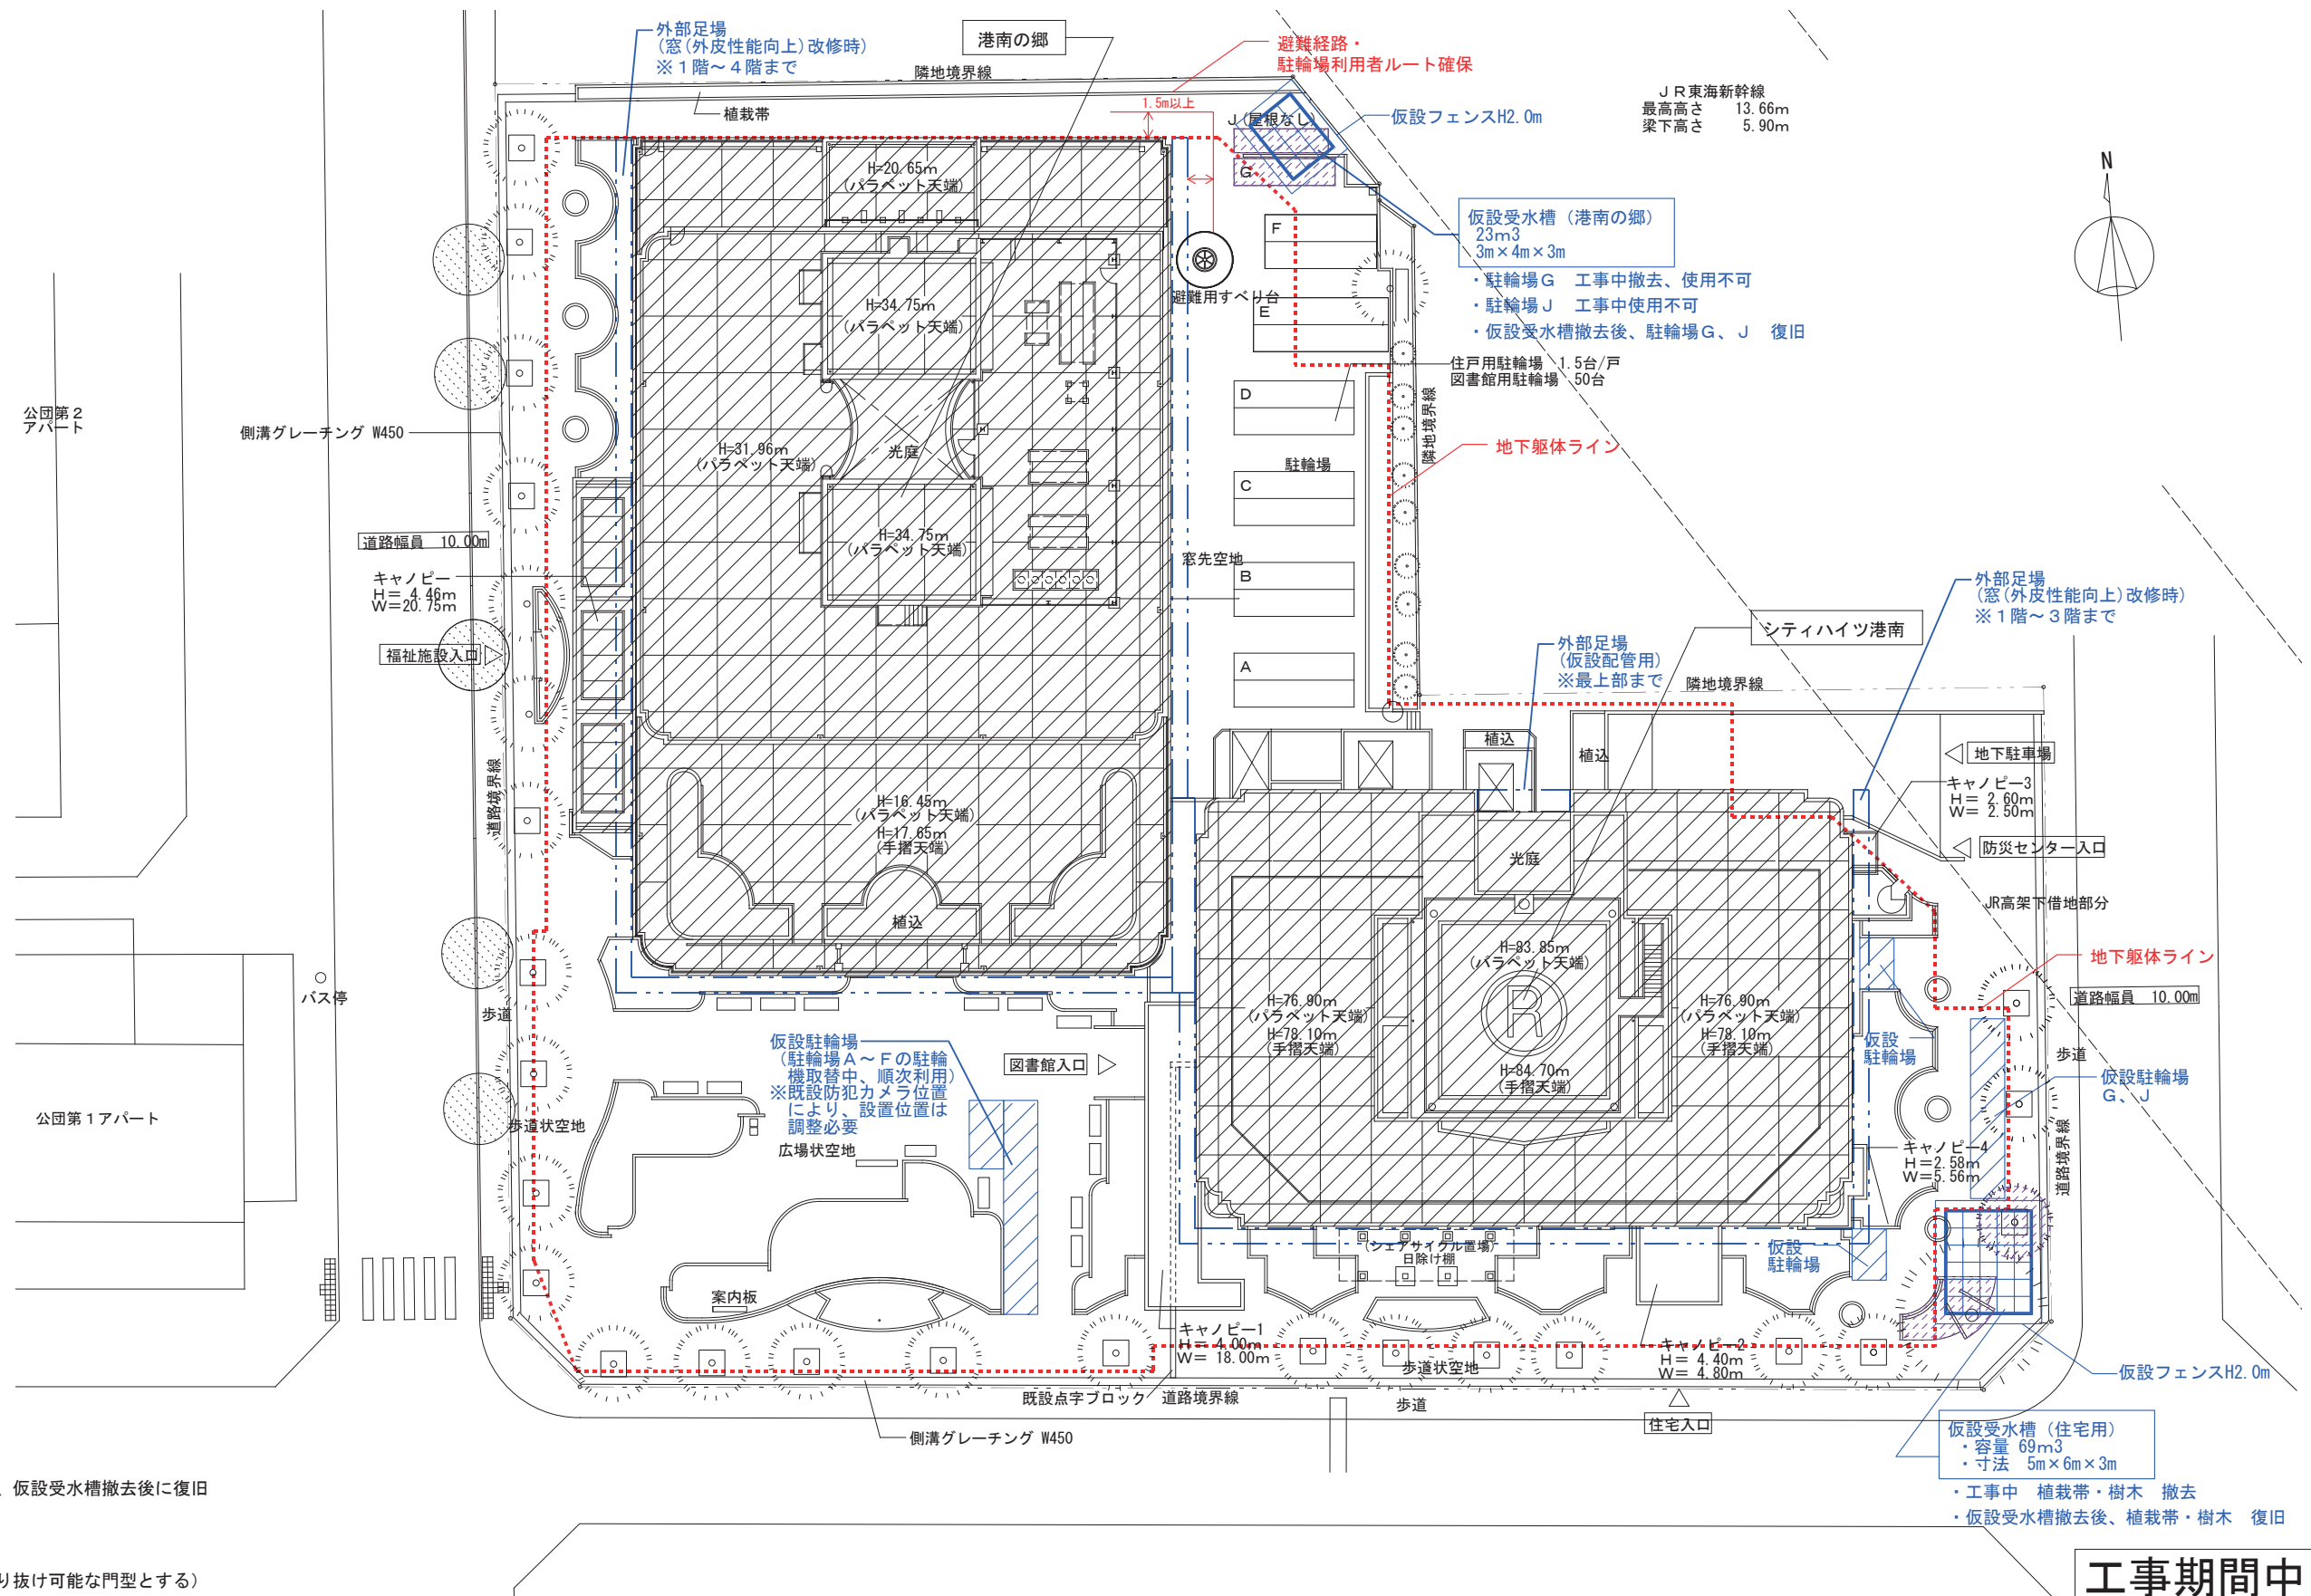 外部足場
(窓(外皮性能向上)改修時)
※１階～４階まで
港南の郷
避難経路・
駐輪場利用者ルート確保
隣地境界線
植栽帯
1.5m以上
J(屋根なし)
仮設フェンスH2.0m
ＪＲ東海新幹線
最高高さ　13.66m
梁下高さ　5.90m
N
H=20.65m
(パラペット天端)
G
仮設受水槽（港南の郷）
23m3
3m×4m×3m
・駐輪場Ｇ　工事中撤去、使用不可
・駐輪場Ｊ　工事中使用不可
・仮設受水槽撤去後、駐輪場Ｇ、Ｊ　復旧
F
避難用すべり台
E
H=34.75m
(パラペット天端)
住戸用駐輪場　1.5台/戸
図書館用駐輪場　50台
D
公団第２
アパート
側溝グレーチング W450
H=31.96m
(パラペット天端)
光庭
隣地境界線
地下躯体ライン
駐輪場
C
H=34.75m
(パラペット天端)
道路幅員　10.00m
窓先空地
B
キャノピー
H= 4.46m
W=20.75m
福祉施設入口
A
外部足場
(窓(外皮性能向上)改修時)
※１階～３階まで
シティハイツ港南
外部足場
(仮設配管用)
※最上部まで
隣地境界線
植込
植込
地下駐車場
キャノピー3
H= 2.60m
W= 2.50m
防災センター入口
道路境界線
H=16.45m
(パラペット天端)
H=17.65m
(手摺天端)
光庭
植込
JR高架下借地部分
H=83.85m
(パラペット天端)
地下躯体ライン
道路幅員　10.00m
バス停
歩道
H=76.90m
(パラペット天端)
H=78.10m
(手摺天端)
R
H=76.90m
(パラペット天端)
H=78.10m
(手摺天端)
H=84.70m
(手摺天端)
仮設
駐輪場
歩道
仮設駐輪場
(駐輪場Ａ～Ｆの駐輪
機取替中、順次利用)
※既設防犯カメラ位置
により、設置位置は
調整必要
図書館入口
仮設駐輪場
Ｇ、Ｊ
公団第１アパート
歩道状空地
広場状空地
キャノピー4
H=2.58m
W=5.56m
道路境界線
(シェアサイクル置場)
日除け棚
仮設
駐輪場
案内板
キャノピー1
H= 4.00m
W= 18.00m
歩道状空地
キャノピー2
H= 4.40m
W= 4.80m
仮設フェンスH2.0m
既設点字ブロック
道路境界線
歩道
住宅入口
側溝グレーチング W450
仮設受水槽（住宅用）
・容量 69m3
・寸法　5m×6m×3m
・工事中　植栽帯・樹木　撤去
・仮設受水槽撤去後、植栽帯・樹木　復旧
、仮設受水槽撤去後に復旧
り抜け可能な門型とする）
工事期間中